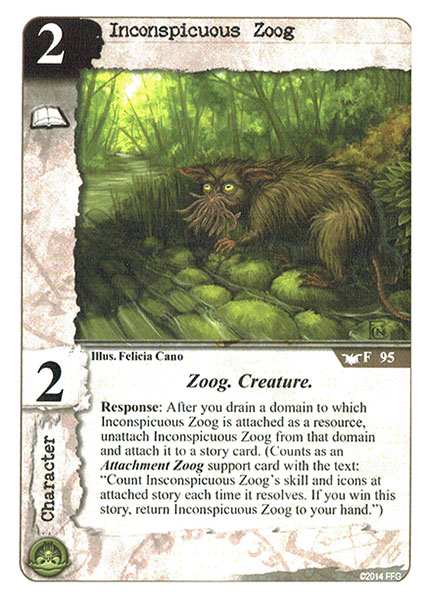 2
Inconspicuous Zoog
Illus. Felicia Cano
F 95
2
Character
Zoog. Creature.
Response: After you drain a domain to which
Inconspicuous Zoog is attached as a resource,
unattach Inconspicuous Zoog from that domain
and attach it to a story card. (Counts as an
Attachment Zoog support card with the text:
“Count Insconspicuous Zoog’s skill and icons at
attached story each time it resolves. If you win this
story, return Inconspicuous Zoog to your hand.”)
©2014 FFG